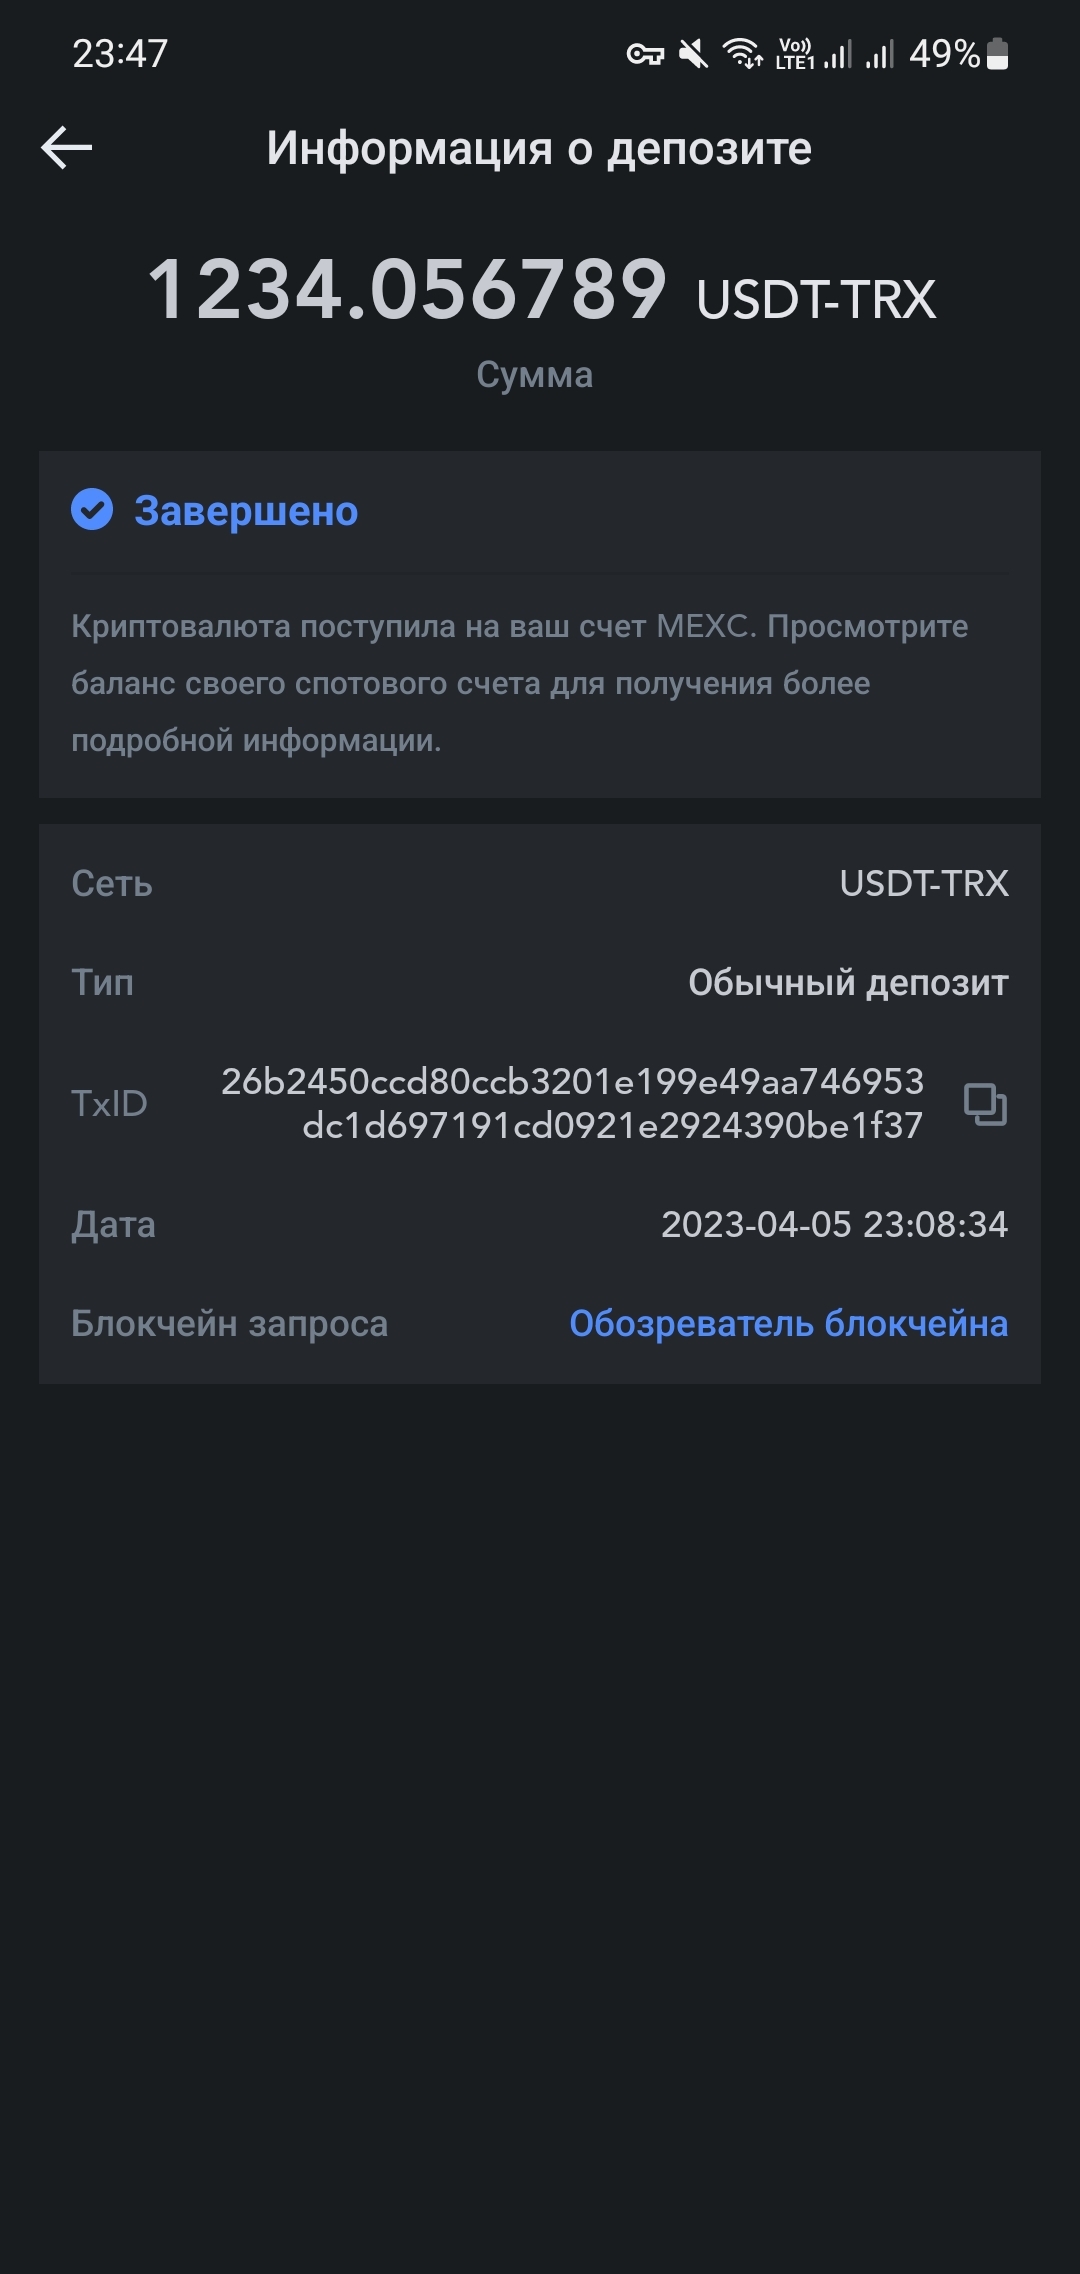 23:47
Vo)) LTE1 49%
Информация о депозите
1234.056789 USDT-TRX
Сумма
Завершено
Криптовалюта поступила на ваш счет MEXC. Просмотрите
баланс своего спотового счета для получения более
подробной информации.
Сеть USDT-TRX
Тип Обычный депозит
TxID 26b2450ccd80ccb3201e199e49aa746953
dc1d697191cd0921e2924390be1f37
Дата 2023-04-05 23:08:34
Блокчейн запроса Обозреватель блокчейна